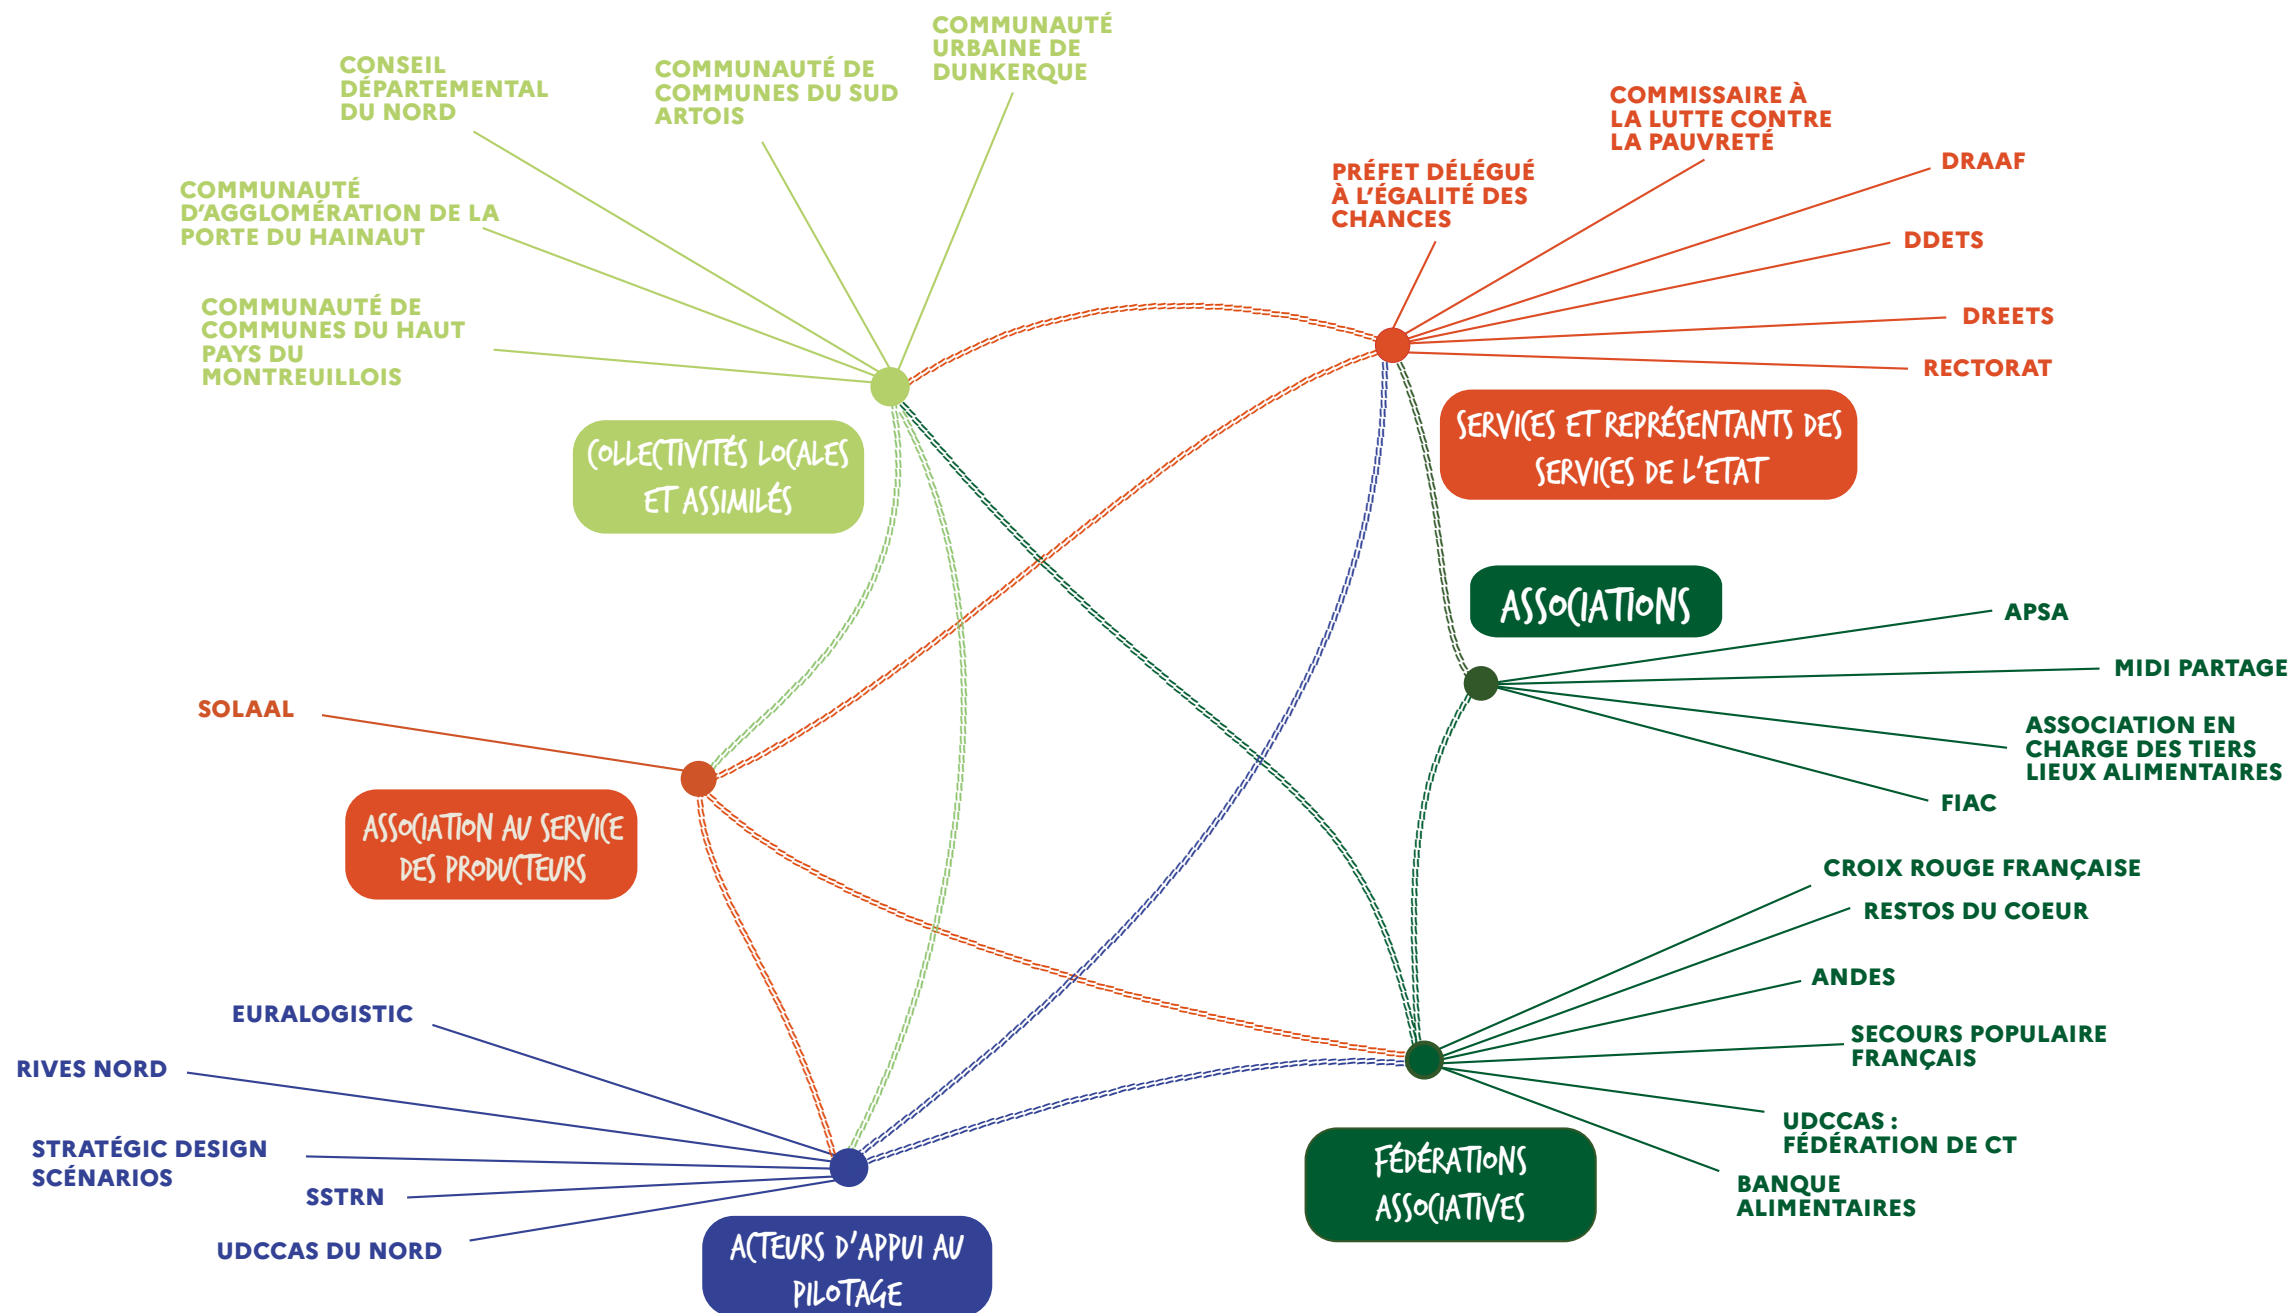 COMMUNAUTÉ
URBAINE DE
DUNKERQUE
CONSEIL
DÉPARTEMENTAL
DU NORD
COMMUNAUTÉ DE
COMMUNES DU SUD
ARTOIS
COMMUNAUTÉ
D'AGGLOMÉRATION DE LA
PORTE DU HAINAUT
COMMUNAUTÉ DE
COMMUNES DU HAUT
PAYS DU
MONTREUILLOIS
COLLECTIVITÉS LOCALES
ET ASSIMILÉS
COMMISSAIRE À
LA LUTTE CONTRE
LA PAUVRETÉ
PRÉFET DÉLÉGUÉ
À L'ÉGALITÉ DES
CHANCES
DRAAF
DDETS
DREETS
RECTORAT
SERVICES ET REPRÉSENTANTS DES
SERVICES DE L'ETAT
ASSOCIATIONS
APSA
MIDI PARTAGE
ASSOCIATION EN
CHARGE DES TIERS
LIEUX ALIMENTAIRES
FIAC
SOLAAL
ASSOCIATION AU SERVICE
DES PRODUCTEURS
CROIX ROUGE FRANÇAISE
RESTOS DU COEUR
ANDES
SECOURS POPULAIRE
FRANÇAIS
UDCCAS :
FÉDÉRATION DE CT
BANQUE
ALIMENTAIRES
FÉDÉRATIONS
ASSOCIATIVES
EURALOGISTIC
RIVES NORD
STRATÉGIC DESIGN
SCÉNARIOS
SSTRN
UDCCAS DU NORD
ACTEURS D'APPUI AU
PILOTAGE